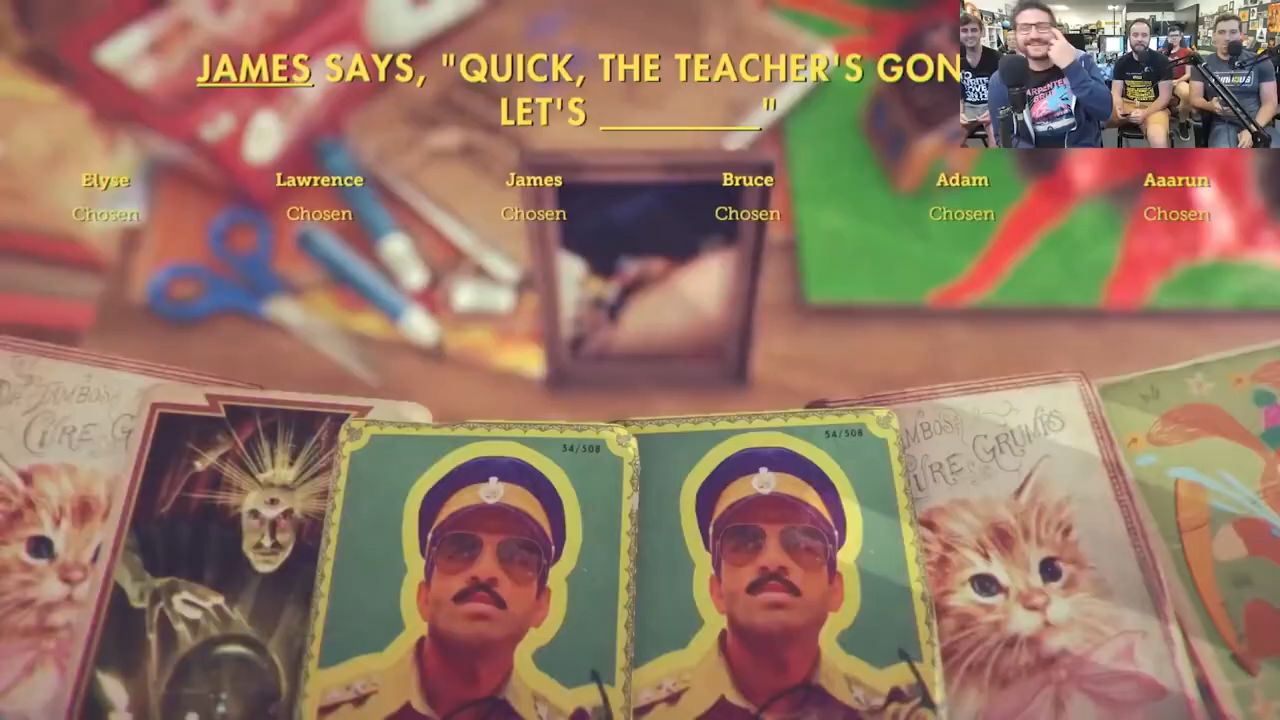 JAMES SAYS, "QUICK, THE TEACHER'S GON
LET'S ________"
Elyse Lawrence James Bruce Adam Aaarun
Chosen Chosen Chosen Chosen Chosen Chosen
54/508 54/508
CURE GRUMPS